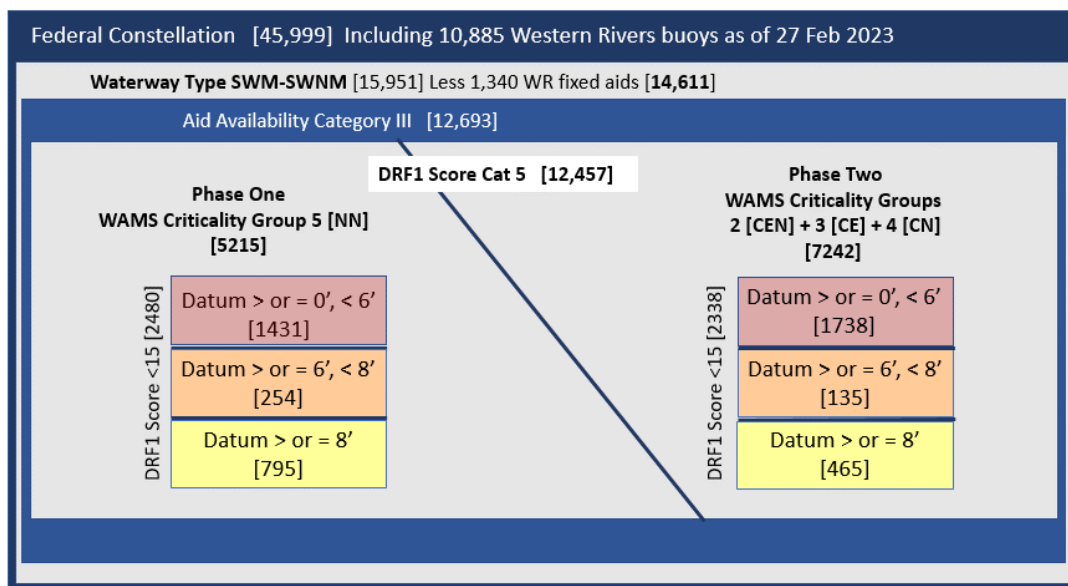 Federal Constellation [45,999] Including 10,885 Western Rivers buoys as of 27 Feb 2023
Waterway Type SWM-SWNM [15,951] Less 1,340 WR fixed aids [14,611]
Aid Availability Category III [12,693]
DRF1 Score Cat 5 [12,457]
Phase One
WAMS Criticality Group 5 [NN]
[5215]
DRF1 Score <15 [2480]
Datum > or = 0’, < 6’
[1431]
Datum > or = 6’, < 8’
[254]
Datum > or = 8’
[795]
Phase Two
WAMS Criticality Groups
2 [CEN] + 3 [CE] + 4 [CN]
[7242]
DRF1 Score <15 [2338]
Datum > or = 0’, < 6’
[1738]
Datum > or = 6’, < 8’
[135]
Datum > or = 8’
[465]